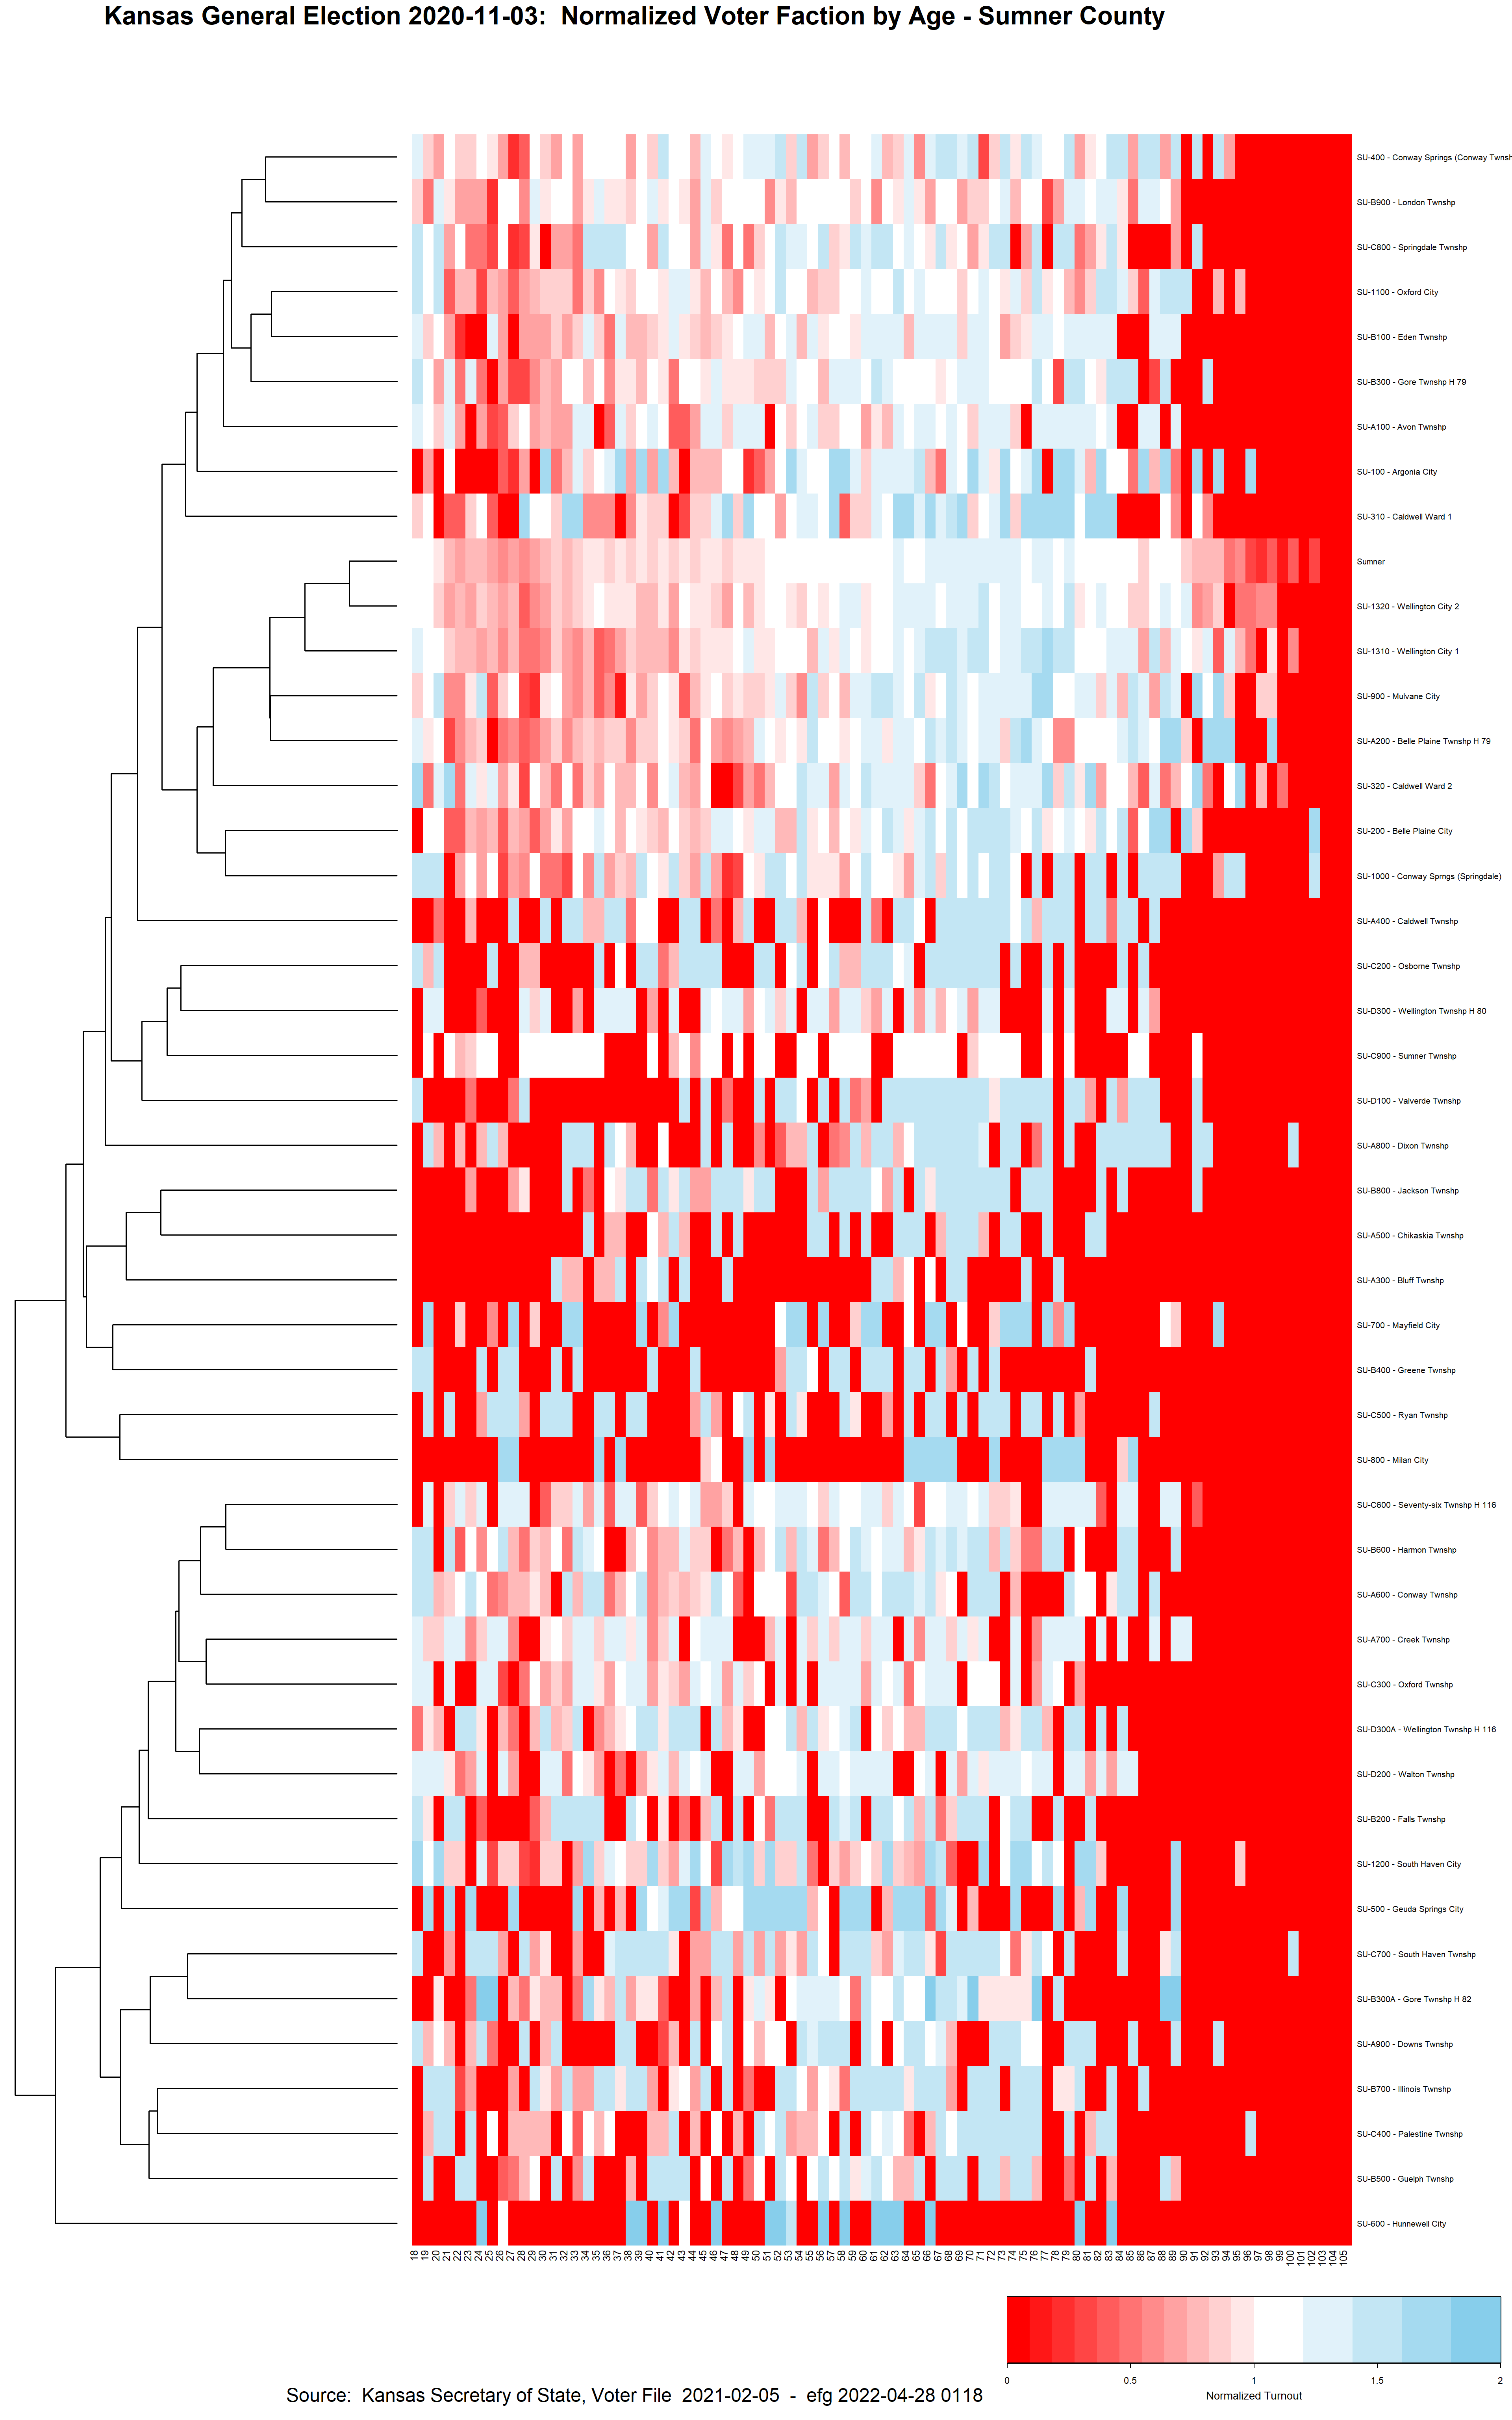 Kansas General Election 2020-11-03:  Normalized Voter Faction by Age - Sumner County
SU-400 - Conway Springs (Conway Twnsh
SU-B900 - London Twnshp
SU-C800 - Springdale Twnshp
SU-1100 - Oxford City
SU-B100 - Eden Twnshp
SU-B300 - Gore Twnshp H 79
SU-A100 - Avon Twnshp
SU-100 - Argonia City
SU-310 - Caldwell Ward 1
Sumner
SU-1320 - Wellington City 2
SU-1310 - Wellington City 1
SU-900 - Mulvane City
SU-A200 - Belle Plaine Twnshp H 79
SU-320 - Caldwell Ward 2
SU-200 - Belle Plaine City
SU-1000 - Conway Sprngs (Springdale)
SU-A400 - Caldwell Twnshp
SU-C200 - Osborne Twnshp
SU-D300 - Wellington Twnshp H 80
SU-C900 - Sumner Twnshp
SU-D100 - Valverde Twnshp
SU-A800 - Dixon Twnshp
SU-B800 - Jackson Twnshp
SU-A500 - Chikaskia Twnshp
SU-A300 - Bluff Twnshp
SU-700 - Mayfield City
SU-B400 - Greene Twnshp
SU-C500 - Ryan Twnshp
SU-800 - Milan City
SU-C600 - Seventy-six Twnshp H 116
SU-B600 - Harmon Twnshp
SU-A600 - Conway Twnshp
SU-A700 - Creek Twnshp
SU-C300 - Oxford Twnshp
SU-D300A - Wellington Twnshp H 116
SU-D200 - Walton Twnshp
SU-B200 - Falls Twnshp
SU-1200 - South Haven City
SU-500 - Geuda Springs City
SU-C700 - South Haven Twnshp
SU-B300A - Gore Twnshp H 82
SU-A900 - Downs Twnshp
SU-B700 - Illinois Twnshp
SU-C400 - Palestine Twnshp
SU-B500 - Guelph Twnshp
SU-600 - Hunnewell City
18 19 20 21 22 23 24 25 26 27 28 29 30 31 32 33 34 35 36 37 38 39 40 41 42 43 44 45 46 47 48 49 50 51 52 53 54 55 56 57 58 59 60 61 62 63 64 65 66 67 68 69 70 71 72 73 74 75 76 77 78 79 80 81 82 83 84 85 86 87 88 89 90 91 92 93 94 95 96 97 98 99 100 101 102 103 104 105
0 0.5 1 1.5 2
Normalized Turnout
Source:  Kansas Secretary of State, Voter File  2021-02-05  -  efg 2022-04-28 0118